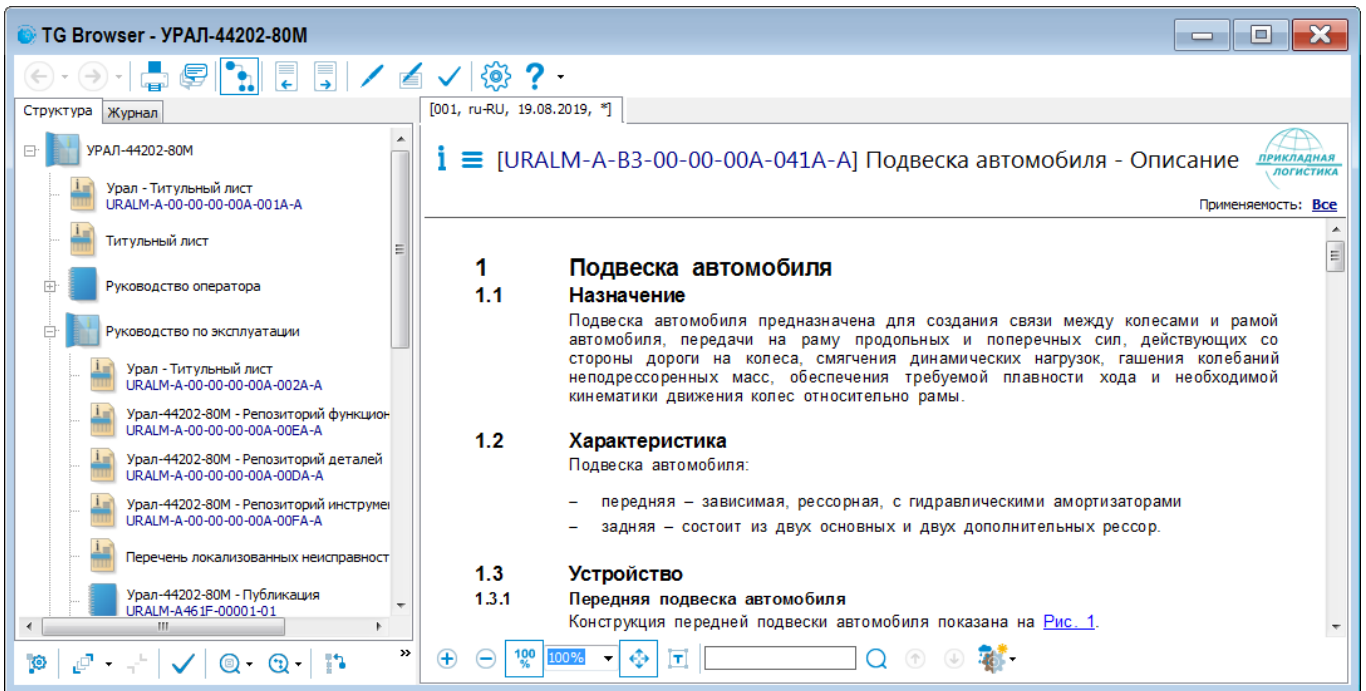 TG Browser - УРАЛ-44202-80М
Структура
Журнал
УРАЛ-44202-80М
Урал - Титульный лист
URALM-A-00-00-00-00A-001A-A
Титульный лист
Руководство оператора
Руководство по эксплуатации
Урал - Титульный лист
URALM-A-00-00-00-00A-002A-A
Урал-44202-80М - Репозиторий функцион
URALM-A-00-00-00-00A-00EA-A
Урал-44202-80М - Репозиторий деталей
URALM-A-00-00-00-00A-00DA-A
Урал-44202-80М - Репозиторий инструме
URALM-A-00-00-00-00A-00FA-A
Перечень локализованных неисправност
Урал-44202-80М - Публикация
URALM-A461F-00001-01
[001, ru-RU, 19.08.2019, *]
[URALM-A-B3-00-00-00A-041A-A] Подвеска автомобиля - Описание
ПРИКЛАДНАЯ
ЛОГИСТИКА
Применяемость: Все
1 Подвеска автомобиля
1.1 Назначение
Подвеска автомобиля предназначена для создания связи между колесами и рамой
автомобиля, передачи на раму продольных и поперечных сил, действующих со
стороны дороги на колеса, смягчения динамических нагрузок, гашения колебаний
неподрессоренных масс, обеспечения требуемой плавности хода и необходимой
кинематики движения колес относительно рамы.
1.2 Характеристика
Подвеска автомобиля:
– передняя – зависимая, рессорная, с гидравлическими амортизаторами
– задняя – состоит из двух основных и двух дополнительных рессор.
1.3 Устройство
1.3.1 Передняя подвеска автомобиля
Конструкция передней подвески автомобиля показана на Рис. 1.
100
%
100%
T